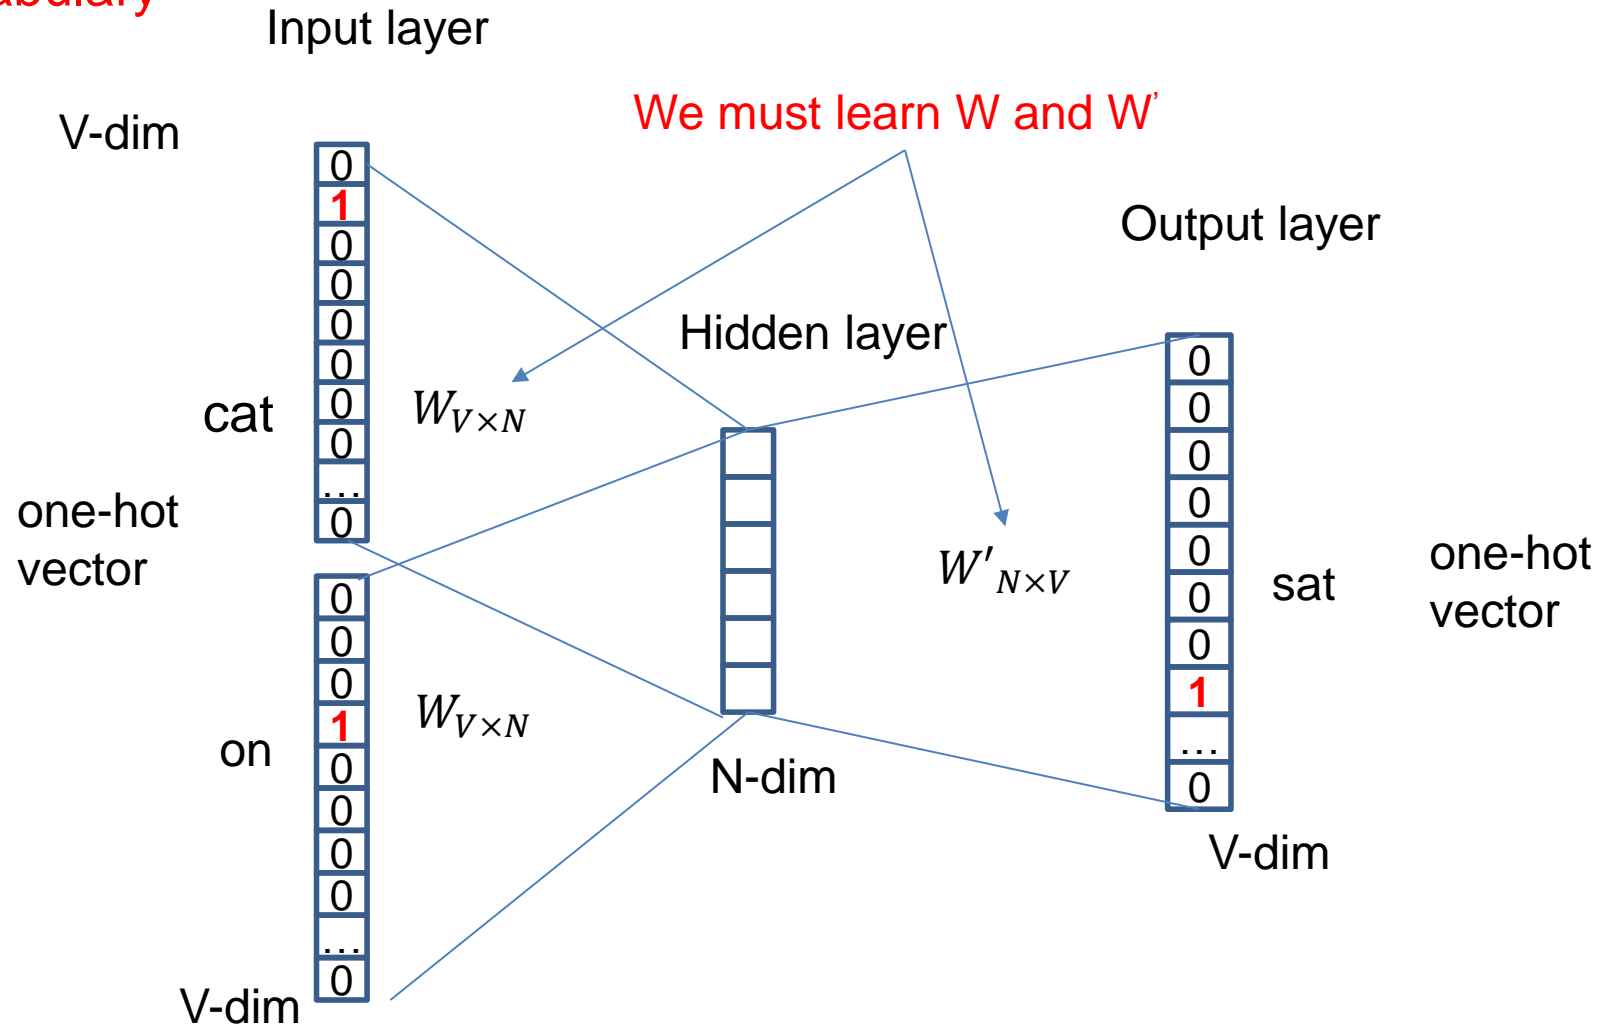 Input layer
We must learn W and W'
V-dim
0
1
0
0
0
0
0
0
...
0
cat
one-hot
vector
W_{V×N}
Hidden layer
Output layer
0
0
0
1
0
0
0
0
...
0
on
W_{V×N}
V-dim
N-dim
W'_{N×V}
0
0
0
0
0
0
0
1
...
0
sat
one-hot
vector
V-dim